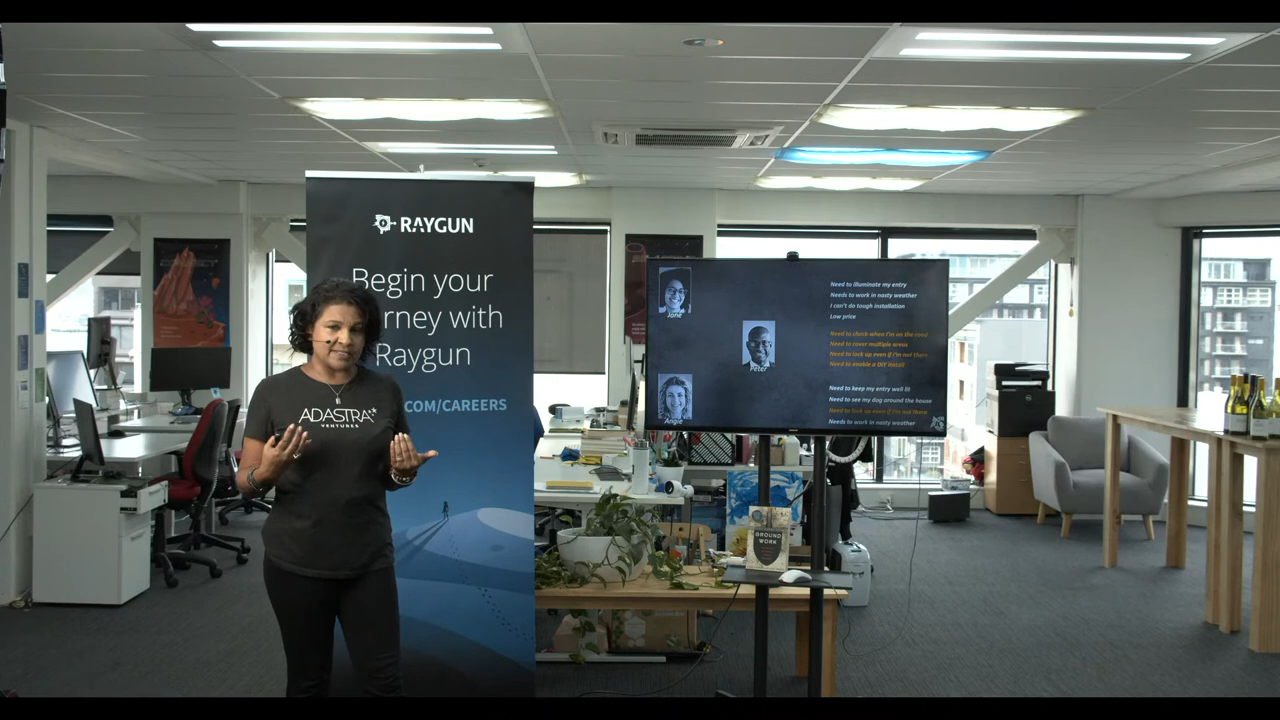 RAYGUN
Begin your
rney with
Raygun
.COM/CAREERS
ADASTRA
VENTURES
Jane
Peter
Angie
Need to illuminate my entry
Needs to work in nasty weather
I can't do tough installation
Low price
Need to check when I'm on the road
Need to cover multiple areas
Need to lock up even if I'm not there
Need to enable a DIY install
Need to keep my entry well lit
Need to see my dog around the house
Need to lock up even if I'm not there
Needs to work in nasty weather
GROUND
WORK